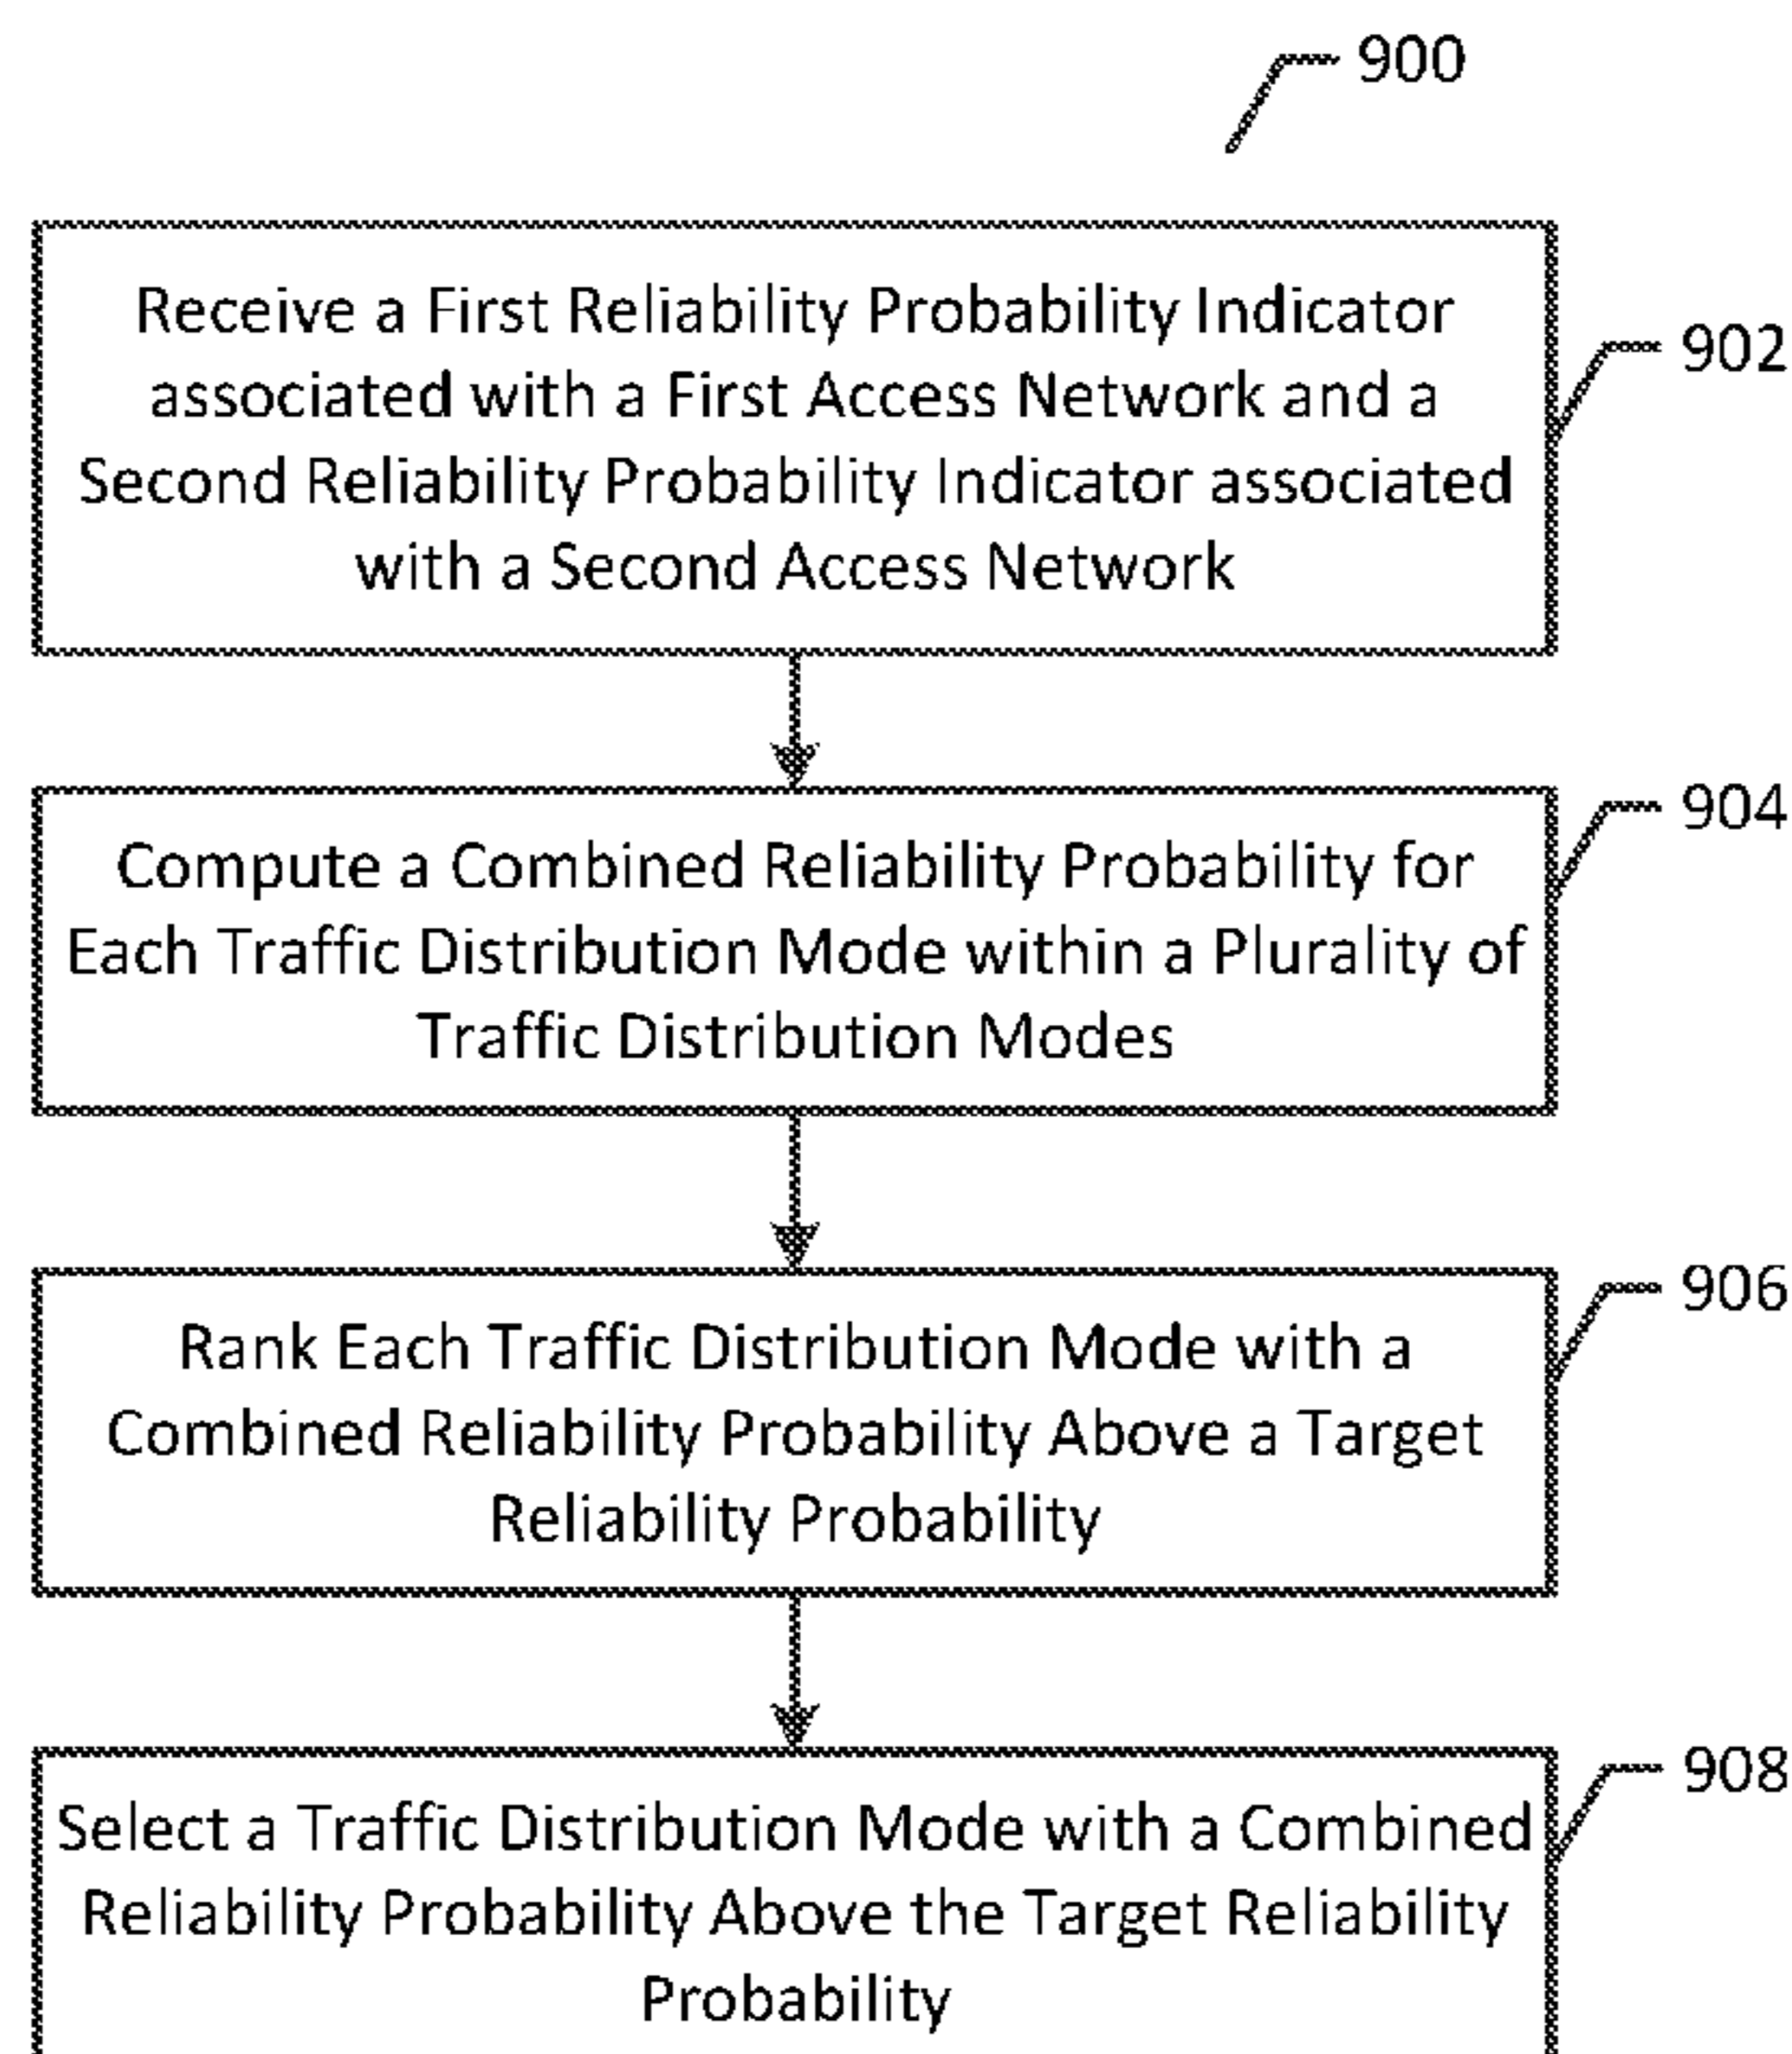 900
Receive a First Reliability Probability Indicator
associated with a First Access Network and a
Second Reliability Probability Indicator associated
with a Second Access Network
902
Compute a Combined Reliability Probability for
Each Traffic Distribution Mode within a Plurality of
Traffic Distribution Modes
904
Rank Each Traffic Distribution Mode with a
Combined Reliability Probability Above a Target
Reliability Probability
906
Select a Traffic Distribution Mode with a Combined
Reliability Probability Above the Target Reliability
Probability
908